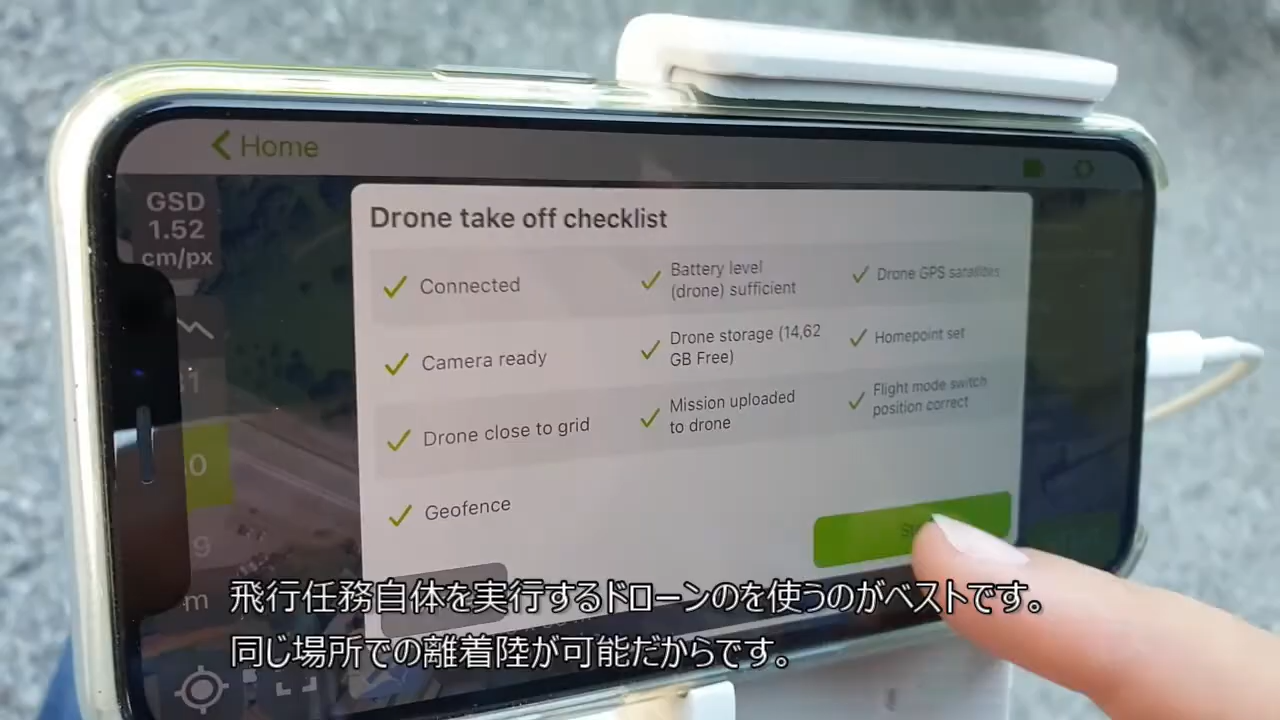 Home
GSD
1.52
cm/px
Drone take off checklist
Connected
Battery level
(drone) sufficient
Drone GPS satallites
Camera ready
Drone storage (14,62
GB Free)
Homepoint set
Drone close to grid
Mission uploaded
to drone
Flight mode switch
position correct
Geofence
m
飛行任務自体を実行するドローンのを使うのがベストです。
同じ場所での離着陸が可能だからです。